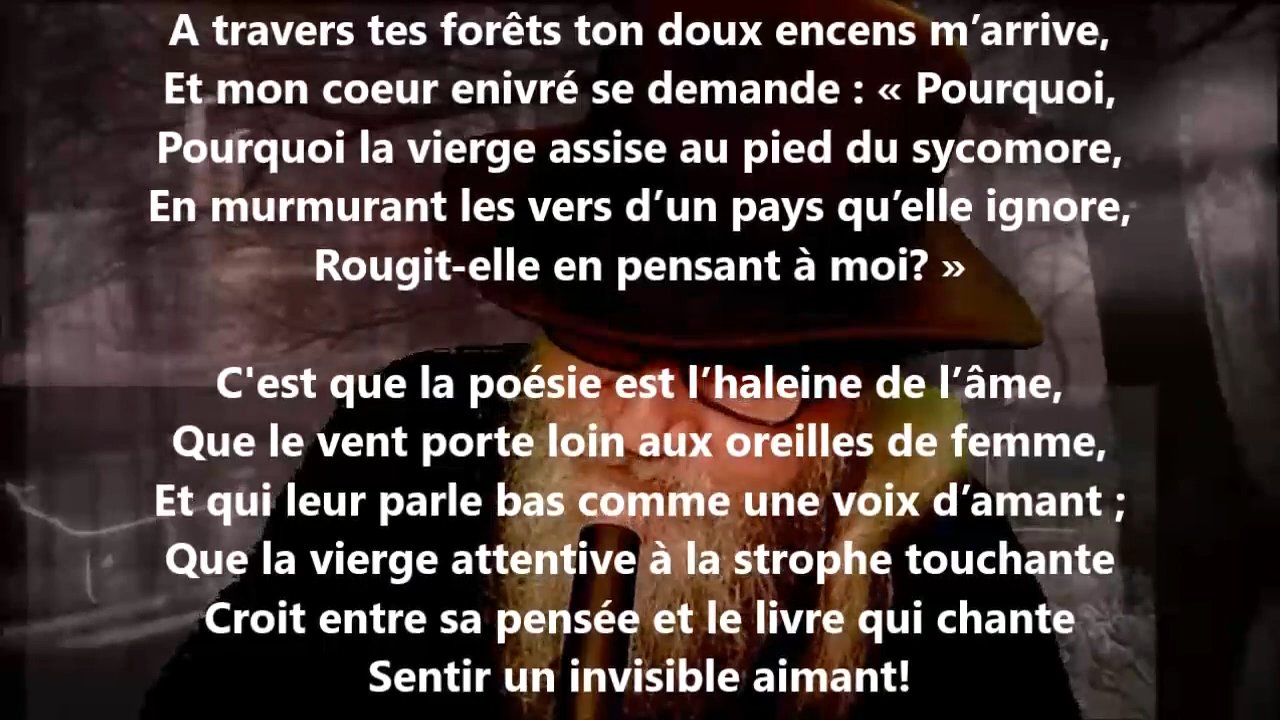 A travers tes forêts ton doux encens m’arrive,
Et mon coeur enivré se demande : « Pourquoi,
Pourquoi la vierge assise au pied du sycomore,
En murmurant les vers d’un pays qu’elle ignore,
Rougit-elle en pensant à moi? »
C'est que la poésie est l’haleine de l’âme,
Que le vent porte loin aux oreilles de femme,
Et qui leur parle bas comme une voix d’amant ;
Que la vierge attentive à la strophe touchante
Croit entre sa pensée et le livre qui chante
Sentir un invisible aimant!